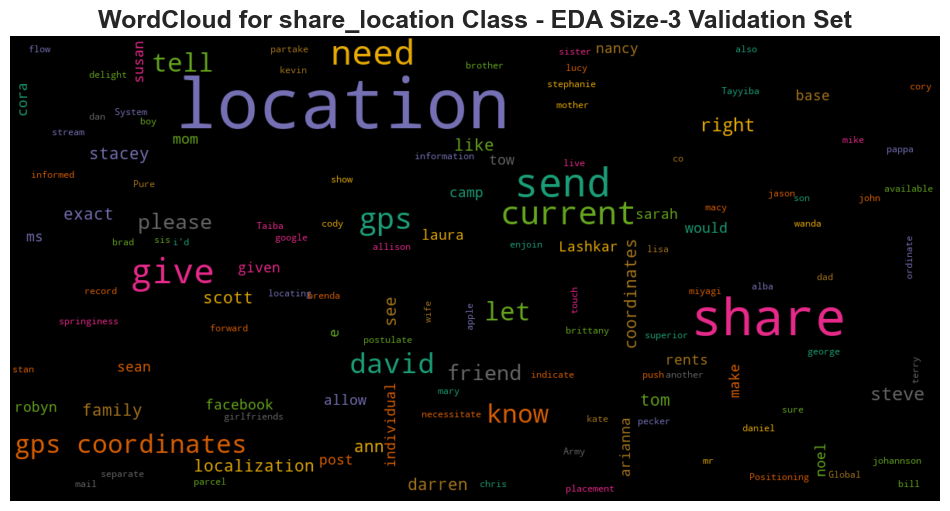 WordCloud for share_location Class - EDA Size-3 Validation Set
flow
partake
sister
nancy
also
susan
tell
need
kevin
brother
lucy
stephanie
delight
cora
location
mother
Tayyiba
base
cory
System
dan
boy
stream
mom
right
mike
pappa
stacey
like
information
tow
live
co
informed
Pure
show
send
camp
jason
son
john
available
exact
please
gps
current
sarah
macy
wanda
ms
brad
sis
i'd
Taiba
google
cody
allison
laura
enjoin
Lashkar
lisa
would
ordinate
give
given
coordinates
dad
record
scott
locating
brenda
see
wife
apple
let
touch
miyagi
alba
share
springiness
forward
e
postulate
brittany
superior
stan
sean
david
friend
indicate
push
another
rents
make
george
terry
steve
robyn
family
facebook
girlfriends
allow
individual
mary
necessitate
know
kate
pecker
tom
sure
daniel
gps coordinates
ann
Army
arianna
mr
noel
johannson
localization
post
separate
mail
parcel
darren
chris
placement
Positioning
Global
bill